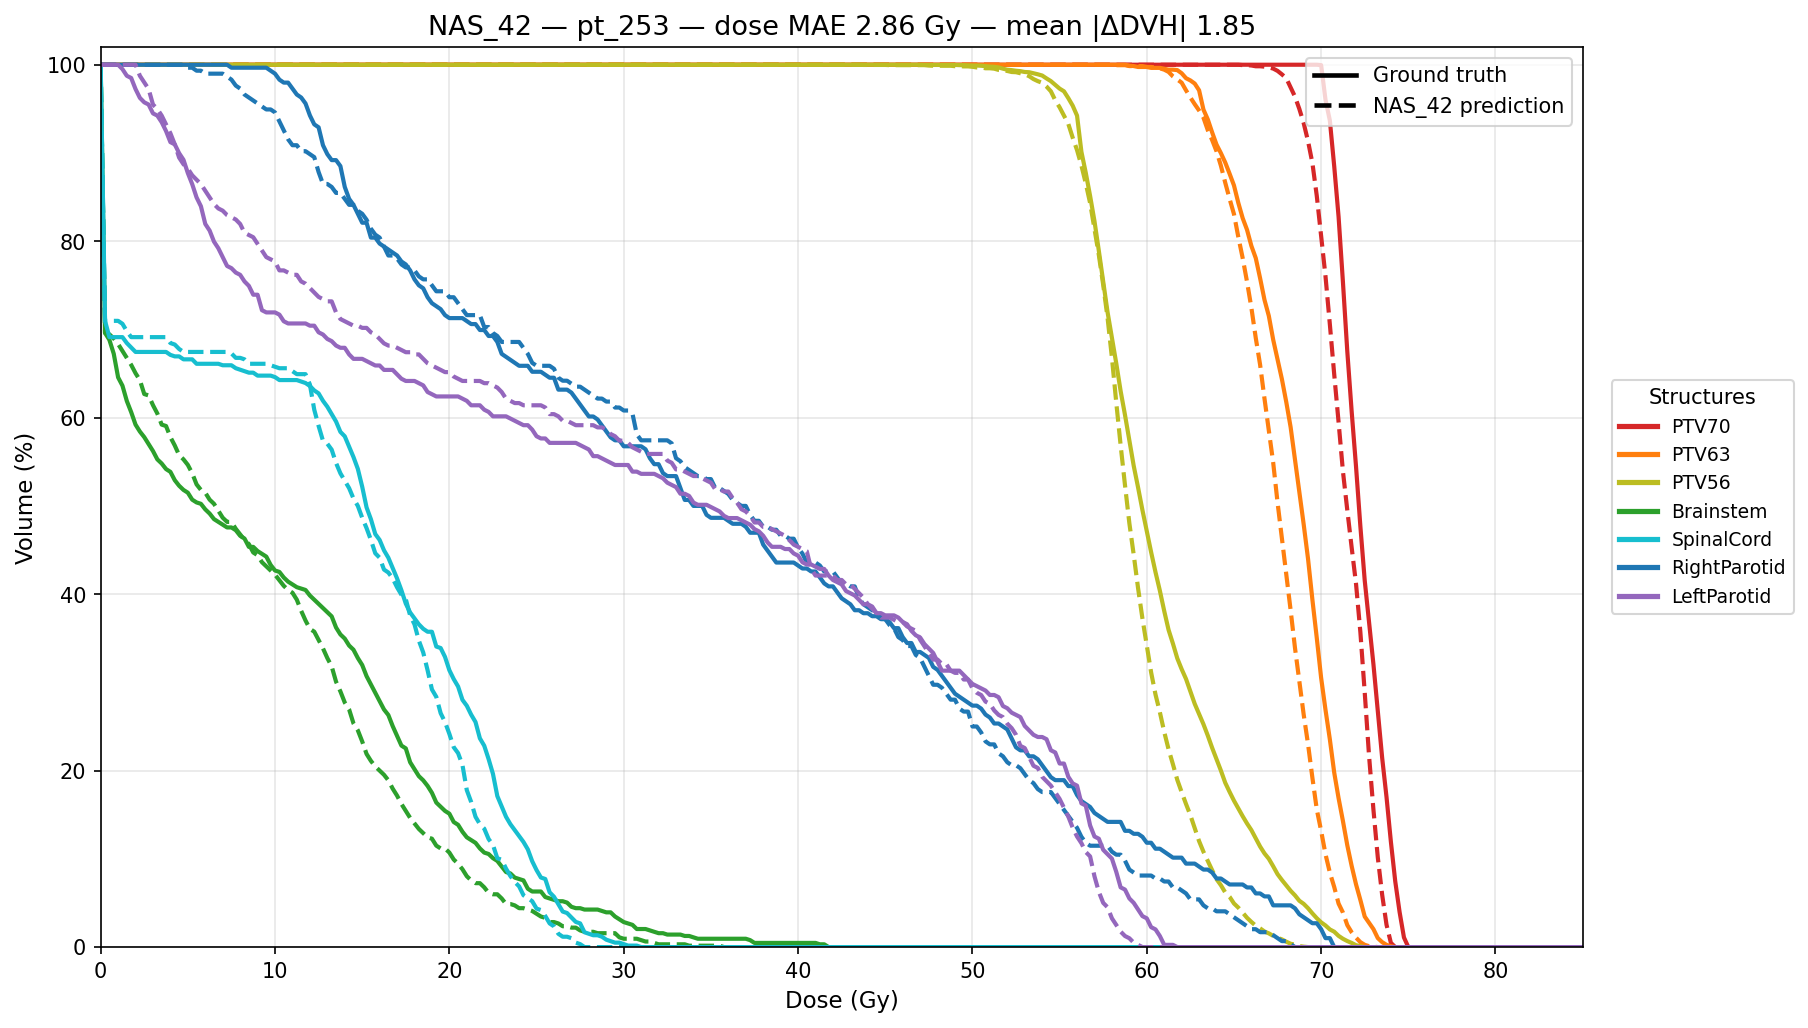 NAS_42 — pt_253 — dose MAE 2.86 Gy — mean |ΔDVH| 1.85
Ground truth
NAS_42 prediction
Volume (%)
100
80
60
40
20
0
0 10 20 30 40 50 60 70 80
Dose (Gy)
Structures
PTV70
PTV63
PTV56
Brainstem
SpinalCord
RightParotid
LeftParotid